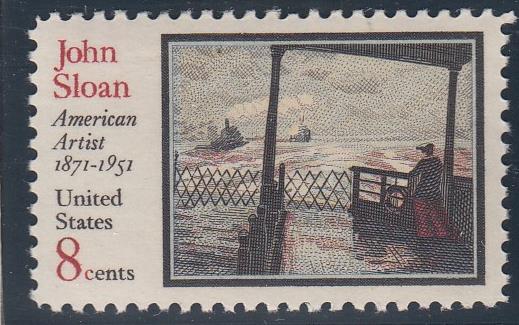 John
Sloan
American
Artist
1871-1951
United
States
8cents